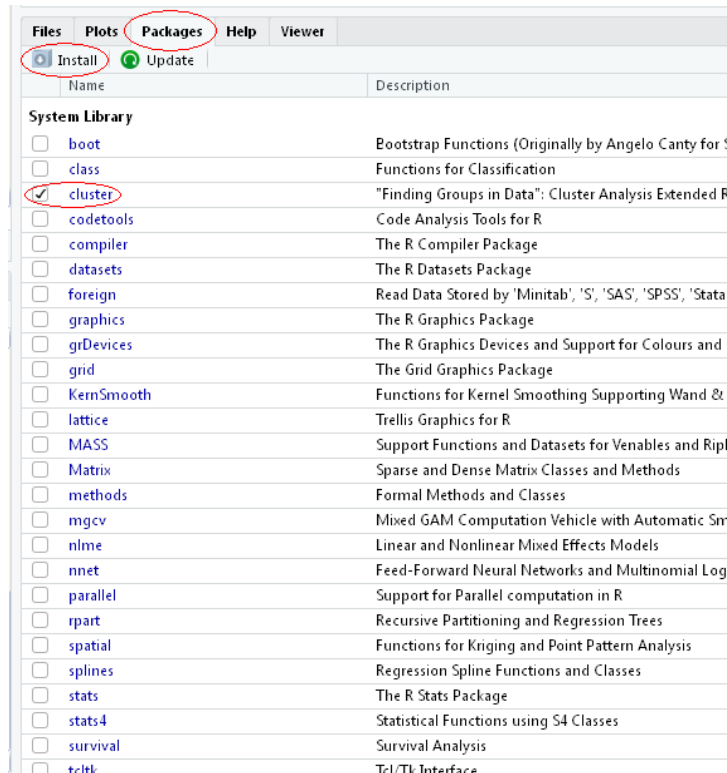 Files Plots Packages Help Viewer
Install Update
Name Description
System Library
boot Bootstrap Functions (Originally by Angelo Canty for S
class Functions for Classification
cluster "Finding Groups in Data": Cluster Analysis Extended R
codetools Code Analysis Tools for R
compiler The R Compiler Package
datasets The R Datasets Package
foreign Read Data Stored by 'Minitab', 'S', 'SAS', 'SPSS', 'Stata
graphics The R Graphics Package
grDevices The R Graphics Devices and Support for Colours and
grid The Grid Graphics Package
KernSmooth Functions for Kernel Smoothing Supporting Wand &
lattice Trellis Graphics for R
MASS Support Functions and Datasets for Venables and Ripl
Matrix Sparse and Dense Matrix Classes and Methods
methods Formal Methods and Classes
mgcv Mixed GAM Computation Vehicle with Automatic Sm
nlme Linear and Nonlinear Mixed Effects Models
nnet Feed-Forward Neural Networks and Multinomial Log
parallel Support for Parallel computation in R
rpart Recursive Partitioning and Regression Trees
spatial Functions for Kriging and Point Pattern Analysis
splines Regression Spline Functions and Classes
stats The R Stats Package
stats4 Statistical Functions using S4 Classes
survival Survival Analysis
tcltk Tcl/Tk Interface